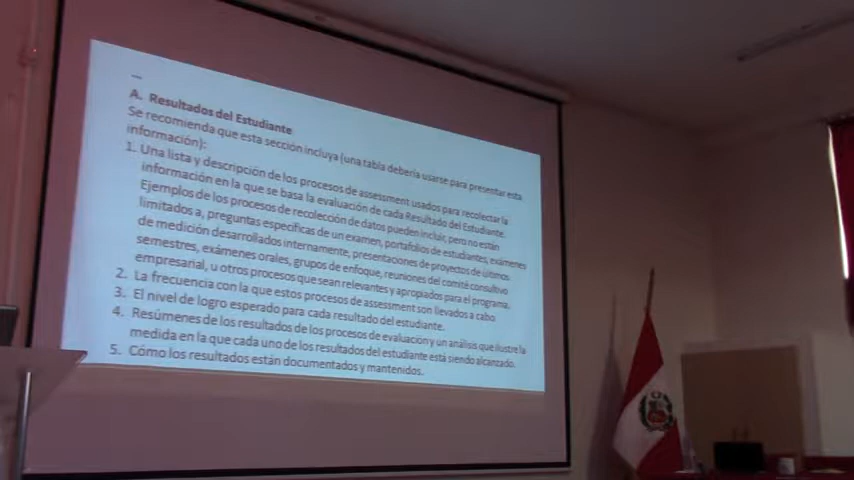 A. Resultados del Estudiante
Se recomienda que esta sección incluya (una tabla debería usarse para presentar esta
información):
1. Una lista y descripción de los procesos de assessment usados para recolectar la
información en la que se basa la evaluación de cada Resultado del Estudiante.
Ejemplos de los procesos de recolección de datos pueden incluir, pero no están
limitados a, preguntas específicas de un examen, portafolios de estudiantes, exámenes
de medición desarrollados internamente, presentaciones de proyectos de últimos
semestres, exámenes orales, grupos de enfoque, reuniones del comité consultivo
empresarial, u otros procesos que sean relevantes y apropiados para el programa.
2. La frecuencia con la que estos procesos de assessment son llevados a cabo
3. El nivel de logro esperado para cada resultado del estudiante.
4. Resúmenes de los resultados de los procesos de evaluación y un análisis que ilustre la
medida en la que cada uno de los resultados del estudiante está siendo alcanzado.
5. Cómo los resultados están documentados y mantenidos.